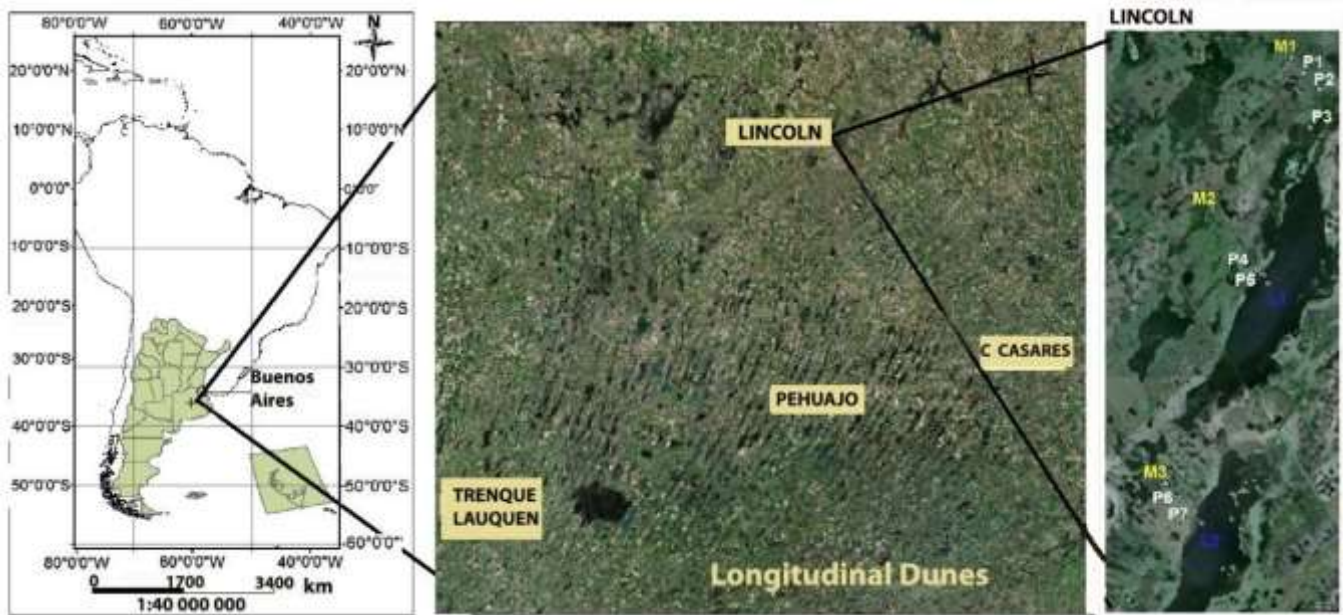 80°0'0"W 60°0'0"W 40°0'0"W
N
20°0'0"N 20°0'0"N
10°0'0"N 10°0'0"N
0°0'0" 0°0'0"
10°0'0"S 10°0'0"S
20°0'0"S 20°0'0"S
30°0'0"S 30°0'0"S
Buenos
Aires
40°0'0"S 40°0'0"S
50°0'0"S 50°0'0"S
60°0'0"S
80°0'0"W 60°0'0"W 40°0'0"W
0 1700 3400 km
1:40 000 000
LINCOLN
C CASARES
PEHUAJO
TRENQUE
LAUQUEN
Longitudinal Dunes
LINCOLN
M1
P1
P2
P3
M2
P4
P5
M3
P6
P7